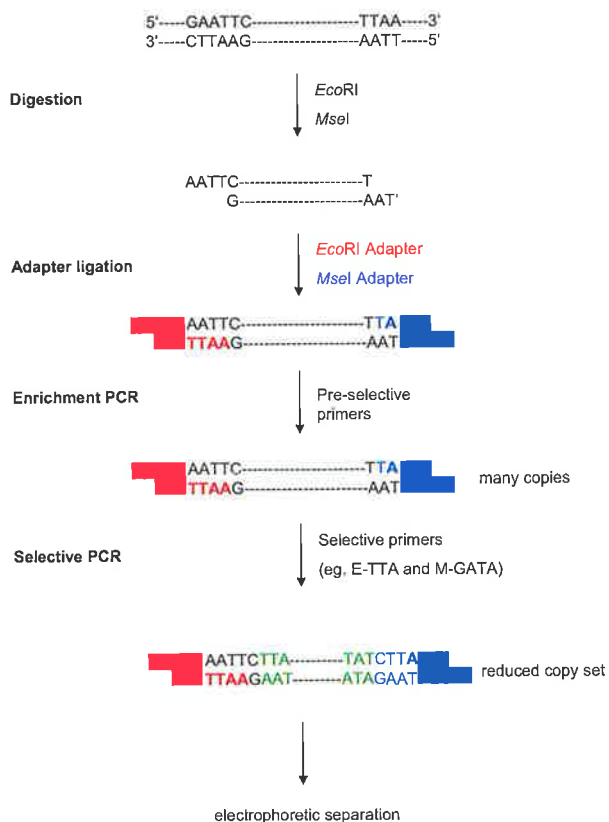 5'-----GAATTC--------------------TTAA-----3'
3'-----CTTAAG--------------------AATT-----5'
Digestion
EcoRI
MseI
AATTC------------------------T
G-------------------------AAT'
Adapter ligation
EcoRI Adapter
MseI Adapter
AATTC-----------------------TTA
TTAAG-----------------------AAT
Enrichment PCR
Pre-selective
primers
AATTC-----------------------TTA
TTAAG-----------------------AAT
many copies
Selective PCR
Selective primers
(eg, E-TTA and M-GATA)
AATTCTTA----------TATCTTA
TTAAGAAT----------ATAGAAT
reduced copy set
electrophoretic separation